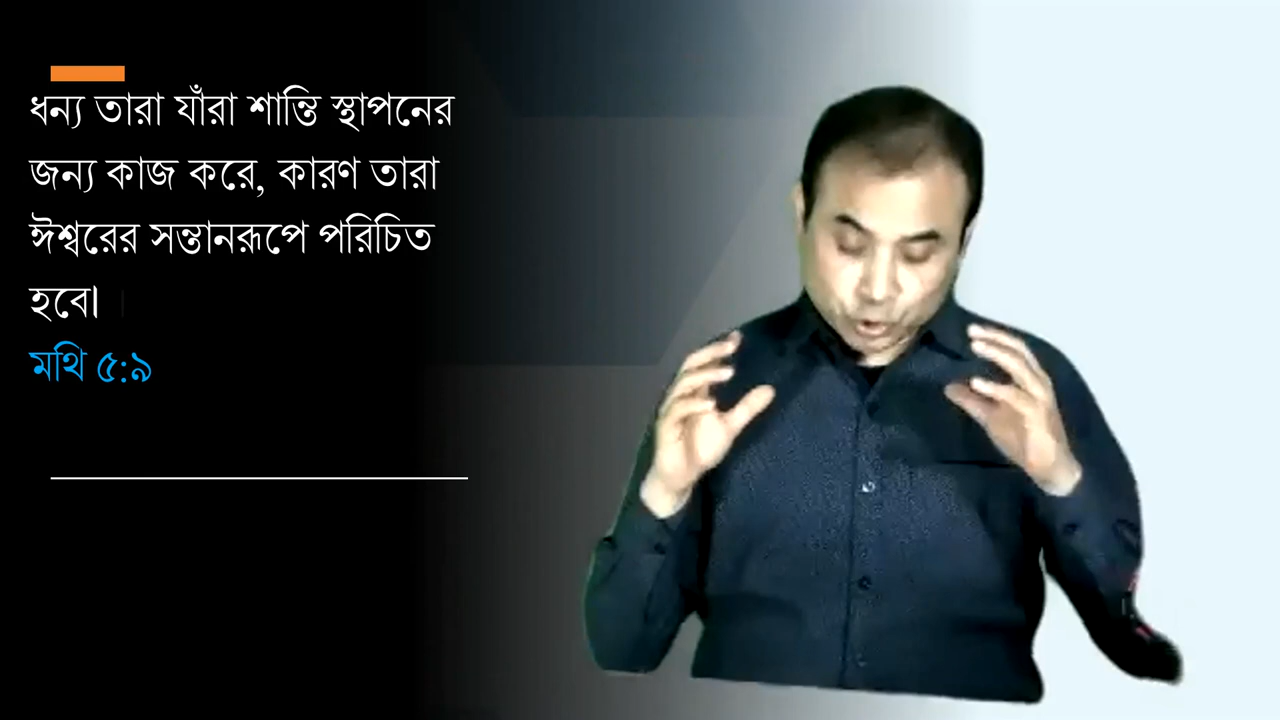 ধন্য তারা যাঁরা শান্তি স্থাপনের
জন্য কাজ করে, কারণ তারা
ঈশ্বরের সন্তানরূপে পরিচিত
হবে।
মথি ৫:৯